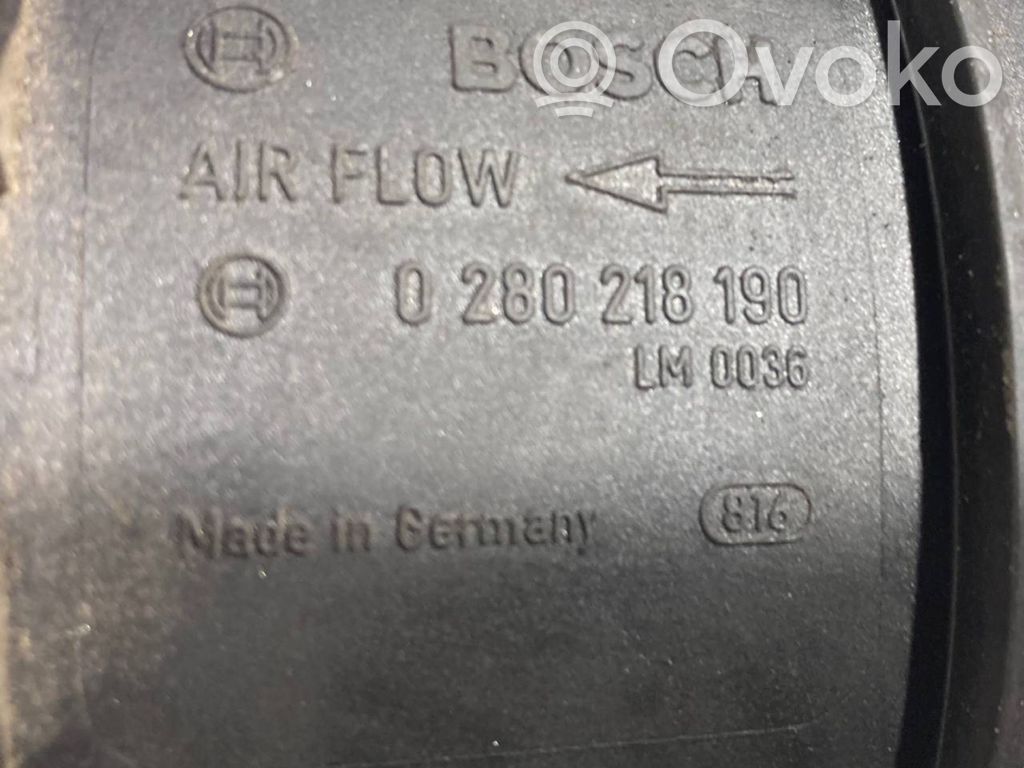 BOSCH
Ovoko
AIR FLOW
0 280 218 190
LM 0036
Made in Germany
816